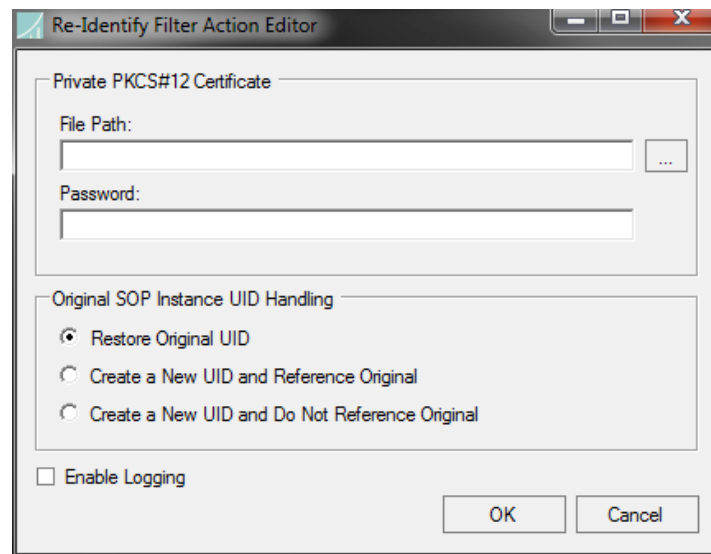 Re-Identify Filter Action Editor
Private PKCS#12 Certificate
File Path:
...
Password:
Original SOP Instance UID Handling
Restore Original UID
Create a New UID and Reference Original
Create a New UID and Do Not Reference Original
Enable Logging
OK Cancel